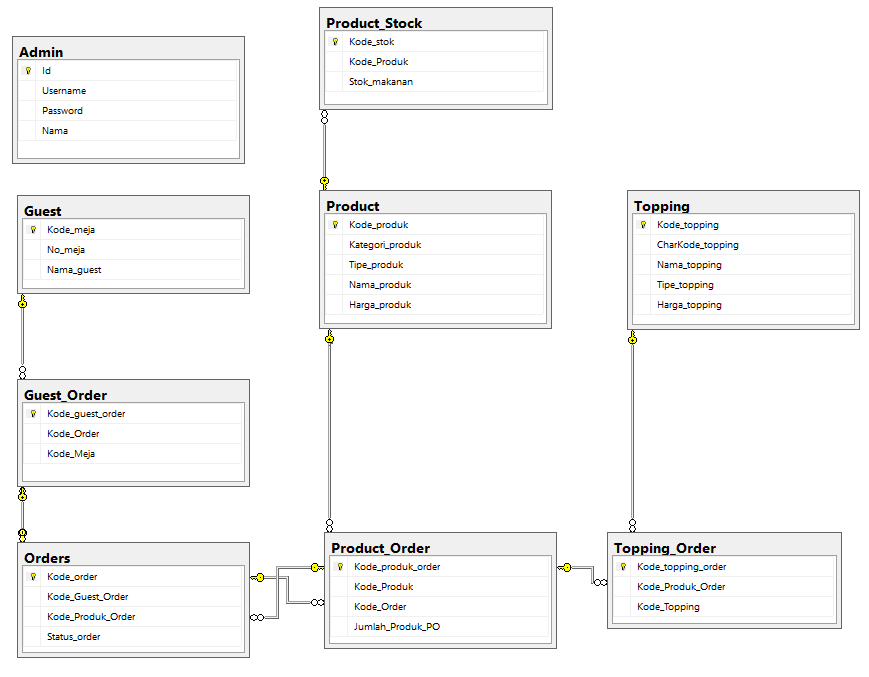 Product_Stock
Kode_stok
Kode_Produk
Stok_makanan
Admin
Id
Username
Password
Nama
Guest
Kode_meja
No_meja
Nama_guest
Product
Kode_produk
Kategori_produk
Tipe_produk
Nama_produk
Harga_produk
Topping
Kode_topping
CharKode_topping
Nama_topping
Tipe_topping
Harga_topping
Guest_Order
Kode_guest_order
Kode_Order
Kode_Meja
Orders
Kode_order
Kode_Guest_Order
Kode_Produk_Order
Status_order
Product_Order
Kode_produk_order
Kode_Produk
Kode_Order
Jumlah_Produk_PO
Topping_Order
Kode_topping_order
Kode_Produk_Order
Kode_Topping